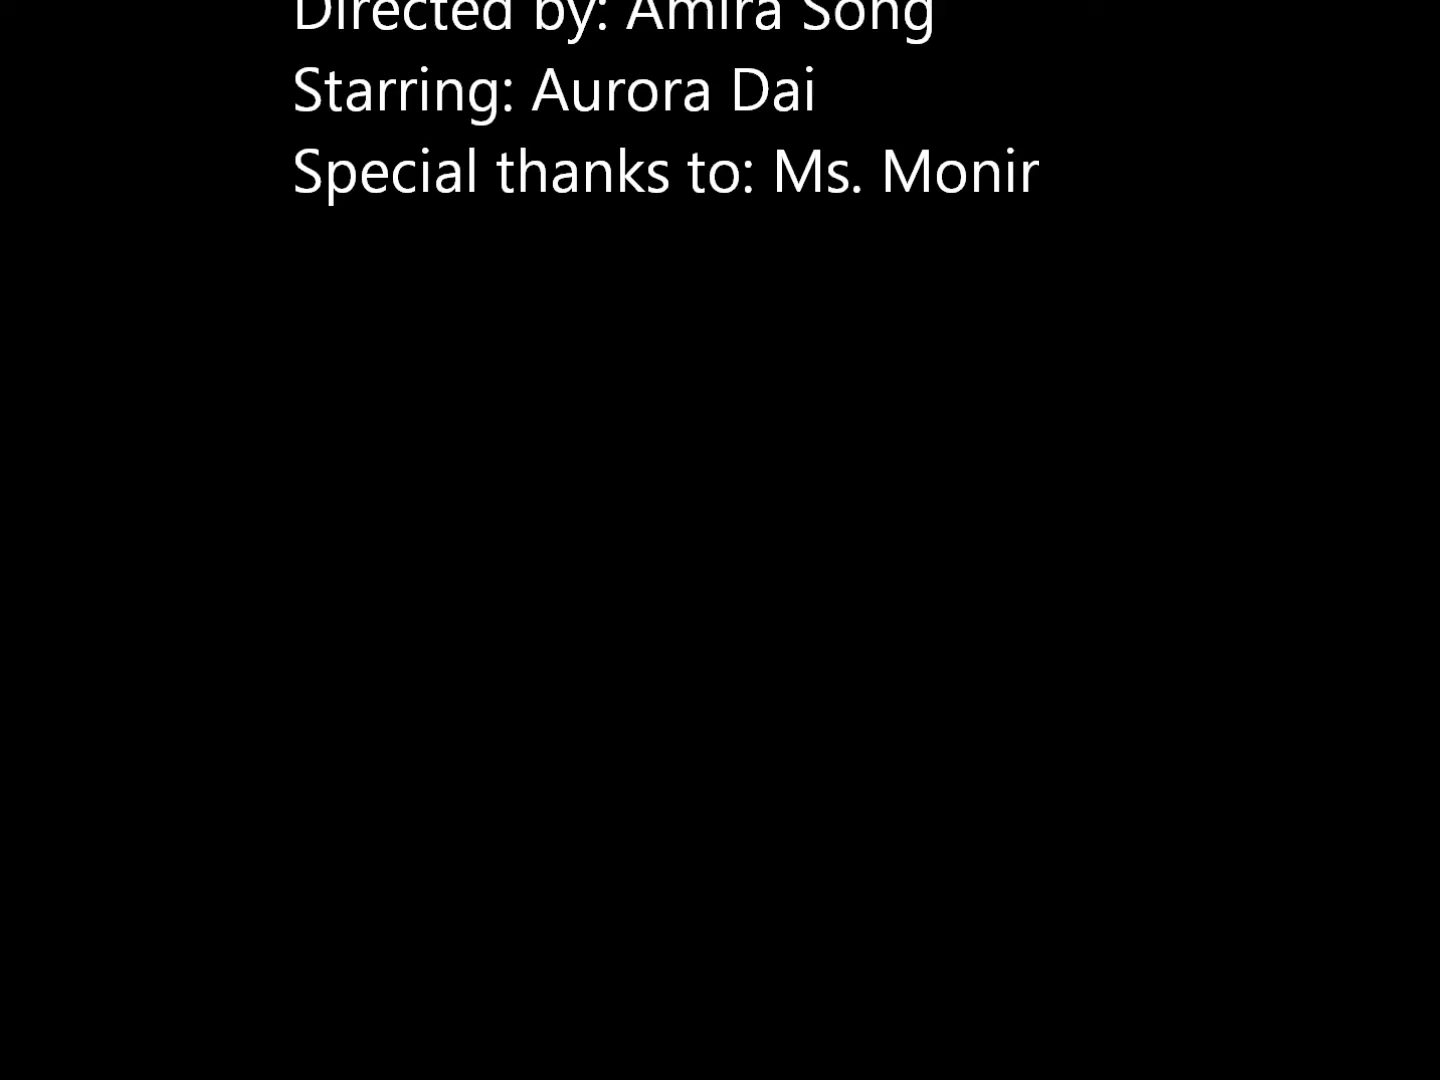 Directed by: Amira Song
Starring: Aurora Dai
Special thanks to: Ms. Monir